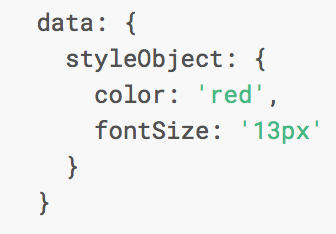 data: {
  styleObject: {
    color: 'red',
    fontSize: '13px'
  }
}